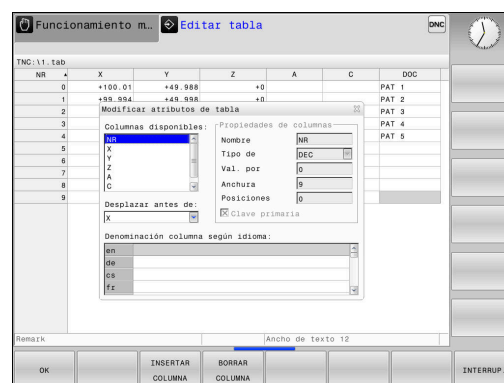 Funcionamiento m… Editar tabla DNC
TNC:\1.tab
NR X Y Z A C DOC
0 +100.01 +49.988 +0 PAT 1
1 +99.994 +49.998 +0 PAT 2
2 PAT 3
3 PAT 4
4 PAT 5
5
6
7
8
9
Modificar atributos de tabla
Columnas disponibles:
NR
X
Y
Z
A
C
Desplazar antes de:
X
Propiedades de columnas
Nombre NR
Tipo de DEC
Val. por 0
Anchura 9
Posiciones 0
Clave primaria
Denominación columna según idioma:
en
de
cs
fr
Remark Ancho de texto 12
OK INSERTAR COLUMNA BORRAR COLUMNA INTERRUP